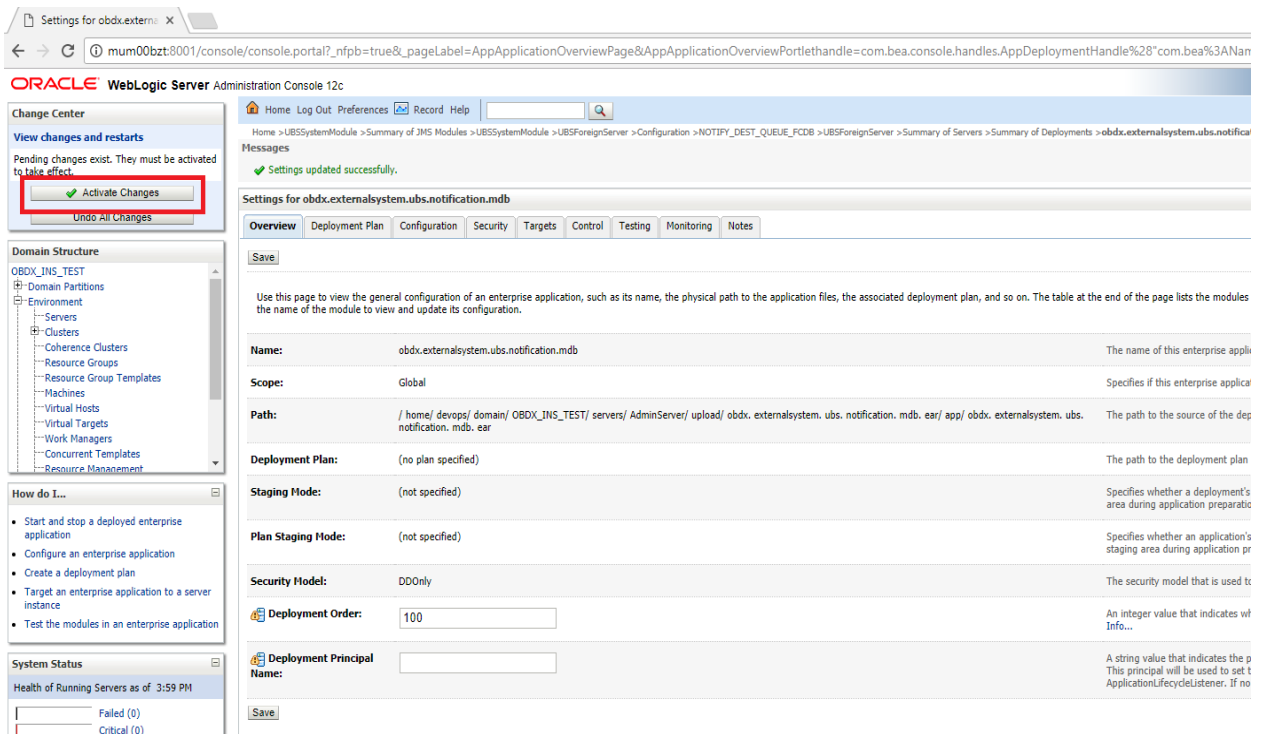 Settings for obdx.externa
mum00bzt:8001/console/console.portal?_nfpb=true&_pageLabel=AppApplicationOverviewPage&AppApplicationOverviewPortlethandle=com.bea.console.handles.AppDeploymentHandle%28"com.bea%3ANam
ORACLE WebLogic Server Administration Console 12c
Change Center
View changes and restarts
Pending changes exist. They must be activated
to take effect.
Activate Changes
Undo All Changes
Domain Structure
OBDX_INS_TEST
Domain Partitions
Environment
Servers
Clusters
Coherence Clusters
Resource Groups
Resource Group Templates
Machines
Virtual Hosts
Virtual Targets
Work Managers
Concurrent Templates
Resource Management
How do I...
Start and stop a deployed enterprise
application
Configure an enterprise application
Create a deployment plan
Target an enterprise application to a server
instance
Test the modules in an enterprise application
System Status
Health of Running Servers as of 3:59 PM
Failed (0)
Critical (0)
Home Log Out Preferences Record Help
Home >UBSSystemModule >Summary of JMS Modules >UBSSystemModule >UBSForeignServer >Configuration >NOTIFY_DEST_QUEUE_FCDB >UBSForeignServer >Summary of Servers >Summary of Deployments >obdx.externalsystem.ubs.notificat
Messages
Settings updated successfully.
Settings for obdx.externalsystem.ubs.notification.mdb
Overview Deployment Plan Configuration Security Targets Control Testing Monitoring Notes
Save
Use this page to view the general configuration of an enterprise application, such as its name, the physical path to the application files, the associated deployment plan, and so on. The table at the end of the page lists the modules
the name of the module to view and update its configuration.
Name: obdx.externalsystem.ubs.notification.mdb The name of this enterprise appli
Scope: Global Specifies if this enterprise applicat
Path: / home/ devops/ domain/ OBDX_INS_TEST/ servers/ AdminServer/ upload/ obdx. externalsystem. ubs. notification. mdb. ear/ app/ obdx. externalsystem. ubs. The path to the source of the dep
notification. mdb. ear
Deployment Plan: (no plan specified) The path to the deployment plan
Staging Mode: (not specified) Specifies whether a deployment's
area during application preparatio
Plan Staging Mode: (not specified) Specifies whether an application's
staging area during application pr
Security Model: DDOnly The security model that is used to
Deployment Order: 100 An integer value that indicates wh
Info...
Deployment Principal A string value that indicates the p
Name: This principal will be used to set t
ApplicationLifecycleListener. If no
Save